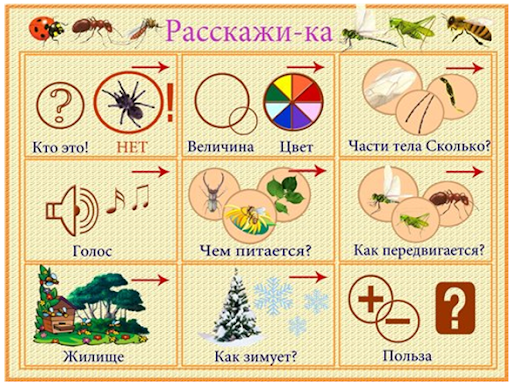 Расскажи-ка
? ! Кто это! НЕТ
Величина Цвет
Части тела Сколько?
Голос
Чем питается?
Как передвигается?
Жилище
Как зимует?
+ − ?
Польза